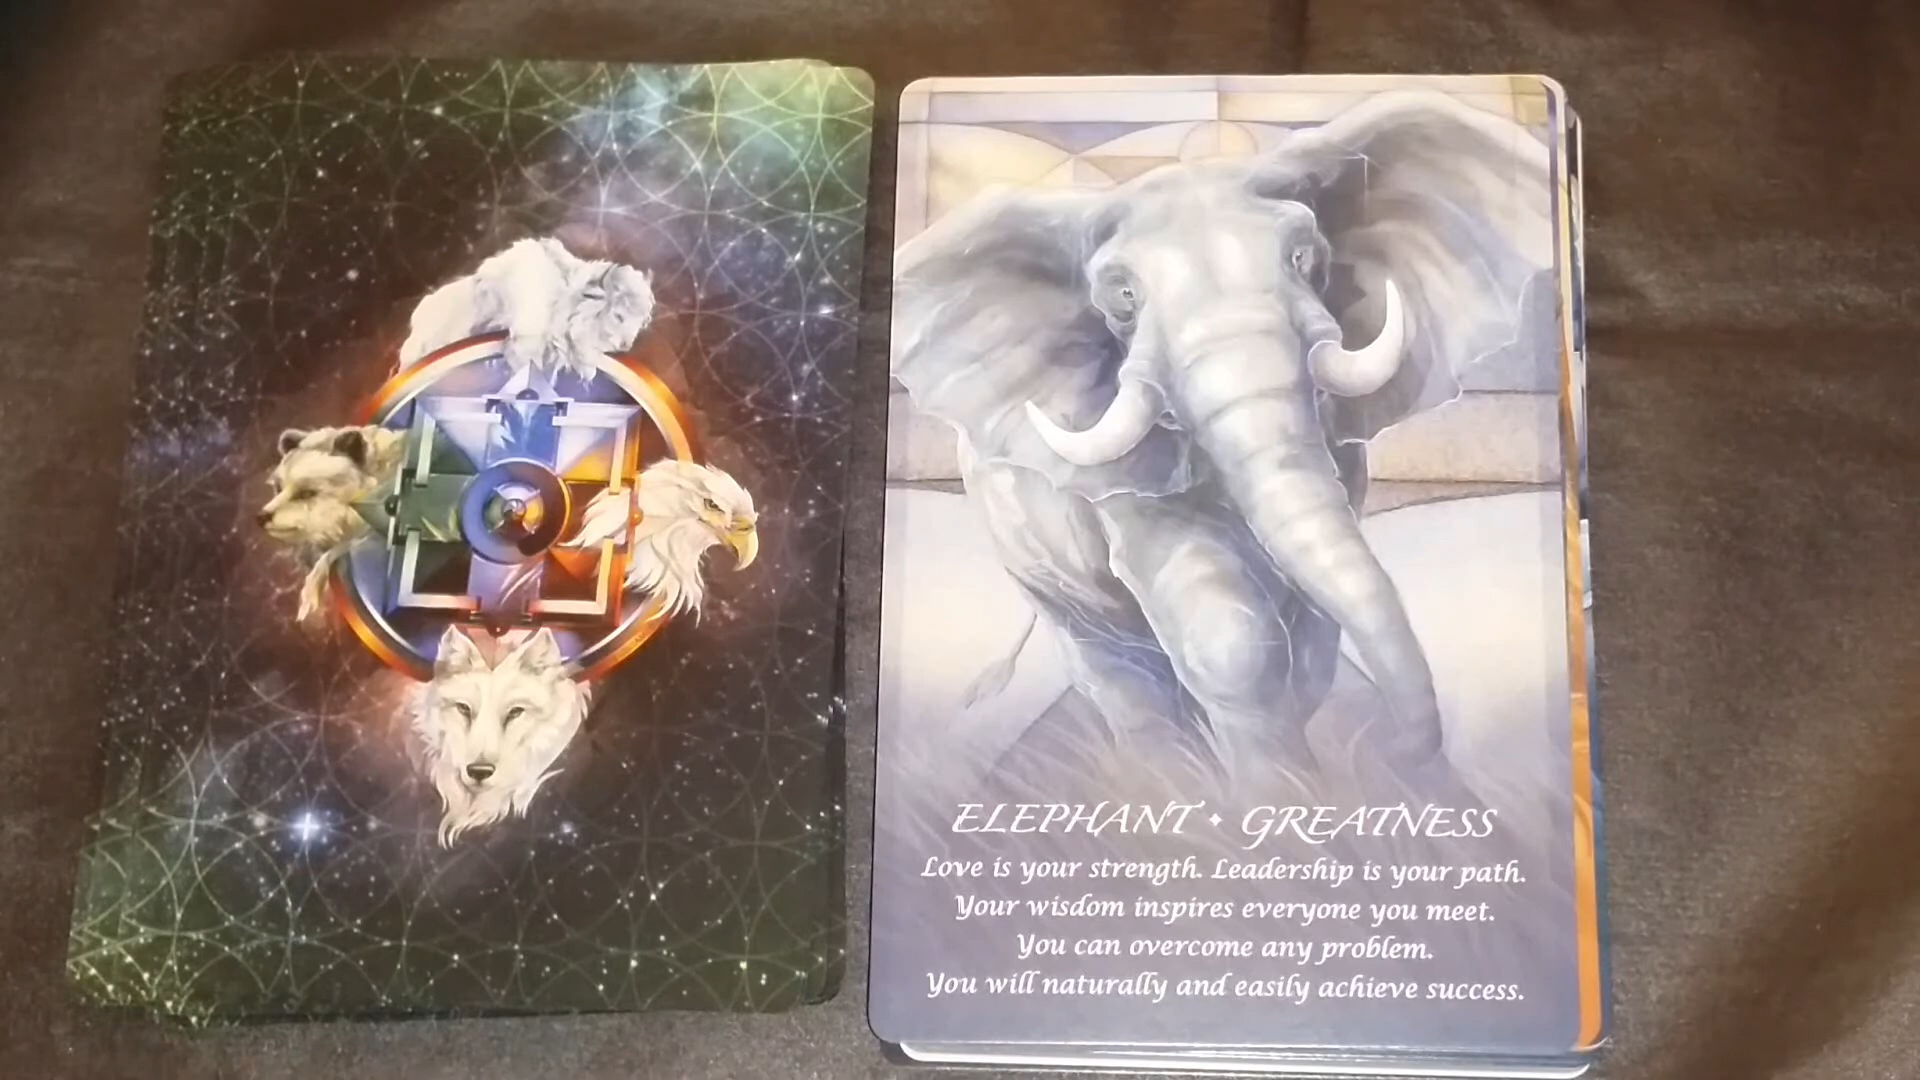 ELEPHANT ✦ GREATNESS
Love is your strength. Leadership is your path.
Your wisdom inspires everyone you meet.
You can overcome any problem.
You will naturally and easily achieve success.